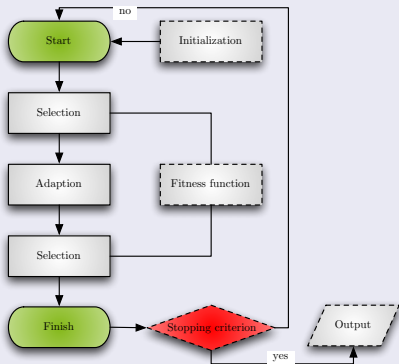 no
Start
Initialization
Selection
Adaption
Fitness function
Selection
Finish
Stopping criterion
Output
yes